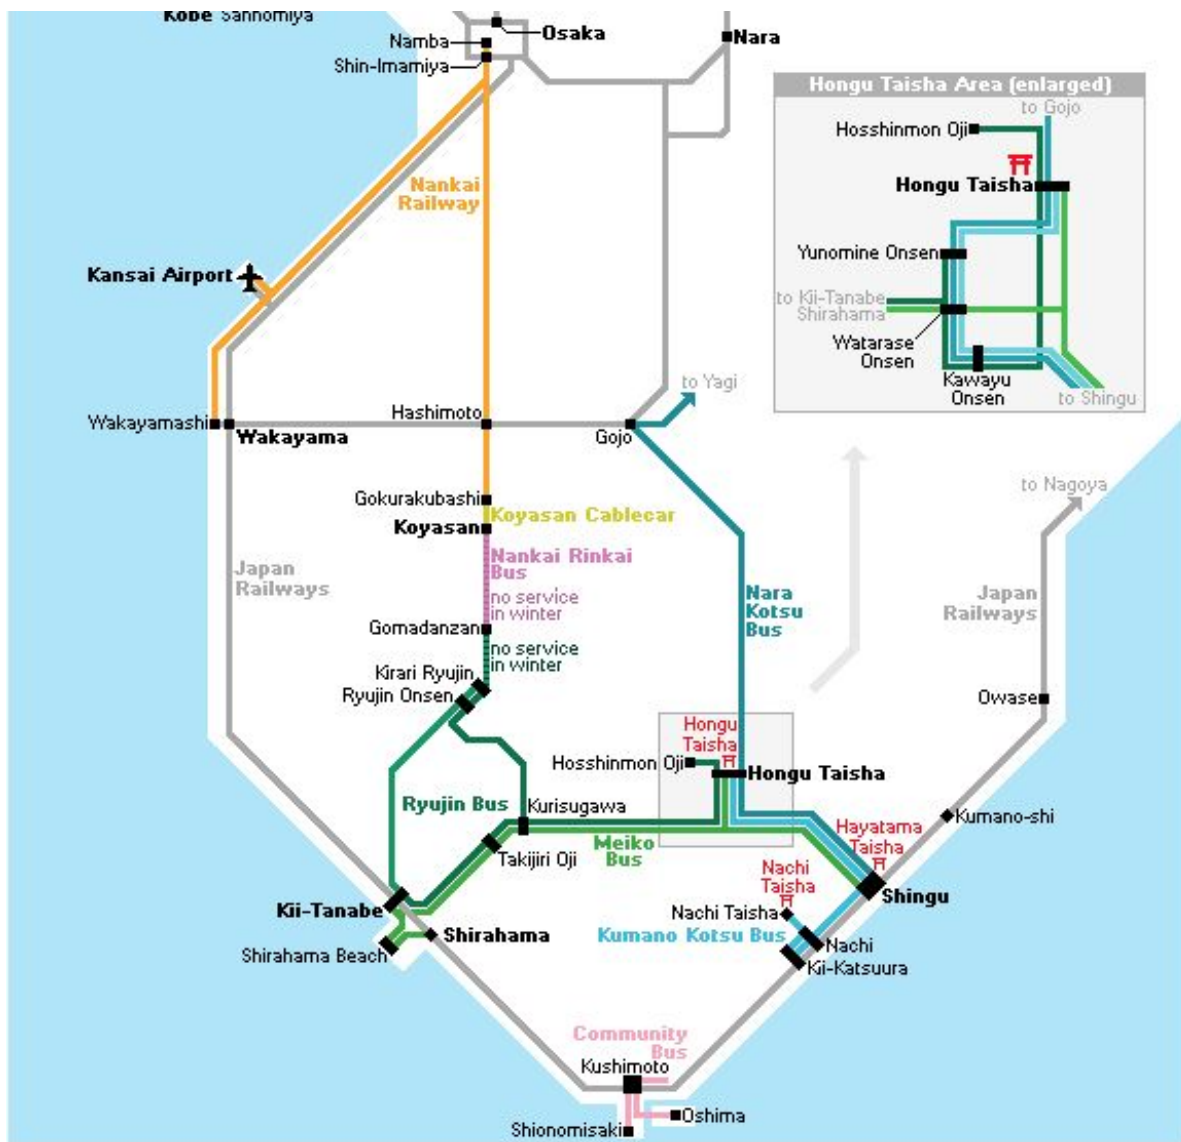 Kobe Sannomiya
Osaka
Namba
Nara
Shin-Imamiya
Hongu Taisha Area (enlarged)
to Gojo
Hosshinmon Oji
Hongu Taisha
Yunomine Onsen
to Kii-Tanabe
Shirahama
Watarase
Onsen
Kawayu
Onsen
to Shingu
Nankai
Railway
Kansai Airport
to Yagi
Hashimoto
Wakayamashi
Wakayama
Gojo
to Nagoya
Gokurakubashi
Koyasan Cablecar
Koyasan
Nankai Rinkai
Bus
no service
in winter
Japan
Railways
Nara
Kotsu
Bus
Japan
Railways
Gomadanzan
no service
in winter
Kirari Ryujin
Ryujin Onsen
Owase
Hongu
Taisha
Hosshinmon Oji
Hongu Taisha
Ryujin Bus
Kurisugawa
Kumano-shi
Meiko
Bus
Hayatama
Taisha
Takijiri Oji
Nachi
Taisha
Shingu
Kii-Tanabe
Nachi Taisha
Shirahama
Kumano Kotsu Bus
Nachi
Shirahama Beach
Kii-Katsuura
Community
Bus
Kushimoto
Oshima
Shionomisaki